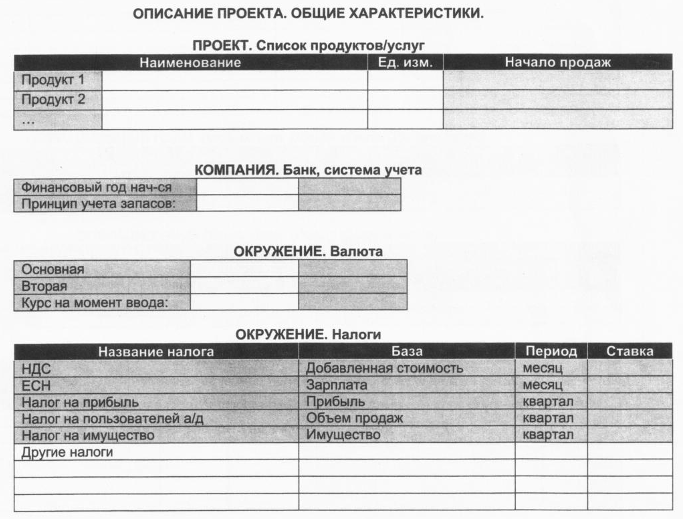 ОПИСАНИЕ ПРОЕКТА. ОБЩИЕ ХАРАКТЕРИСТИКИ.
ПРОЕКТ. Список продуктов/услуг
Наименование Ед. изм. Начало продаж
Продукт 1
Продукт 2
...
КОМПАНИЯ. Банк, система учета
Финансовый год нач-ся
Принцип учета запасов:
ОКРУЖЕНИЕ. Валюта
Основная
Вторая
Курс на момент ввода:
ОКРУЖЕНИЕ. Налоги
Название налога База Период Ставка
НДС Добавленная стоимость месяц
ЕСН Зарплата месяц
Налог на прибыль Прибыль квартал
Налог на пользователей а/д Объем продаж квартал
Налог на имущество Имущество квартал
Другие налоги